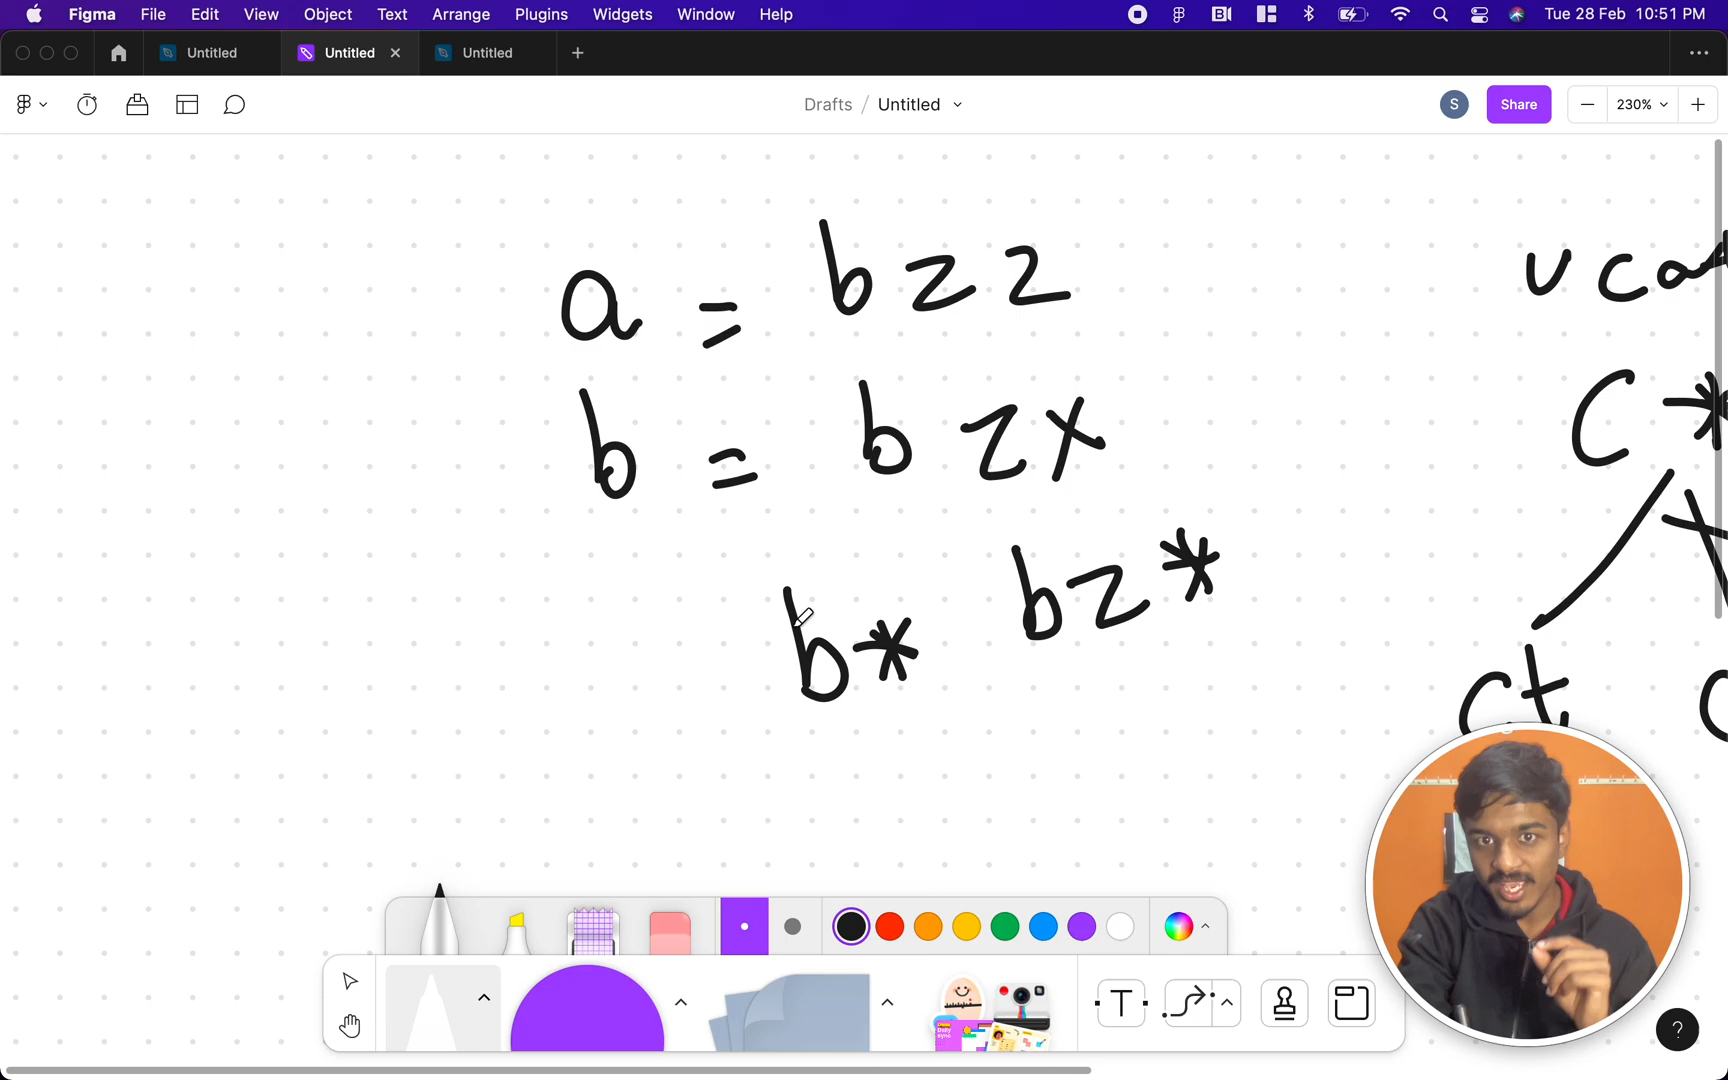 Figma File Edit View Object Text Arrange Plugins Widgets Window Help Tue 28 Feb 10:51 PM
Untitled Untitled Untitled
Drafts / Untitled S Share 230%
a = bzz
b = bzx
b* bz*
C *
ct
T
?